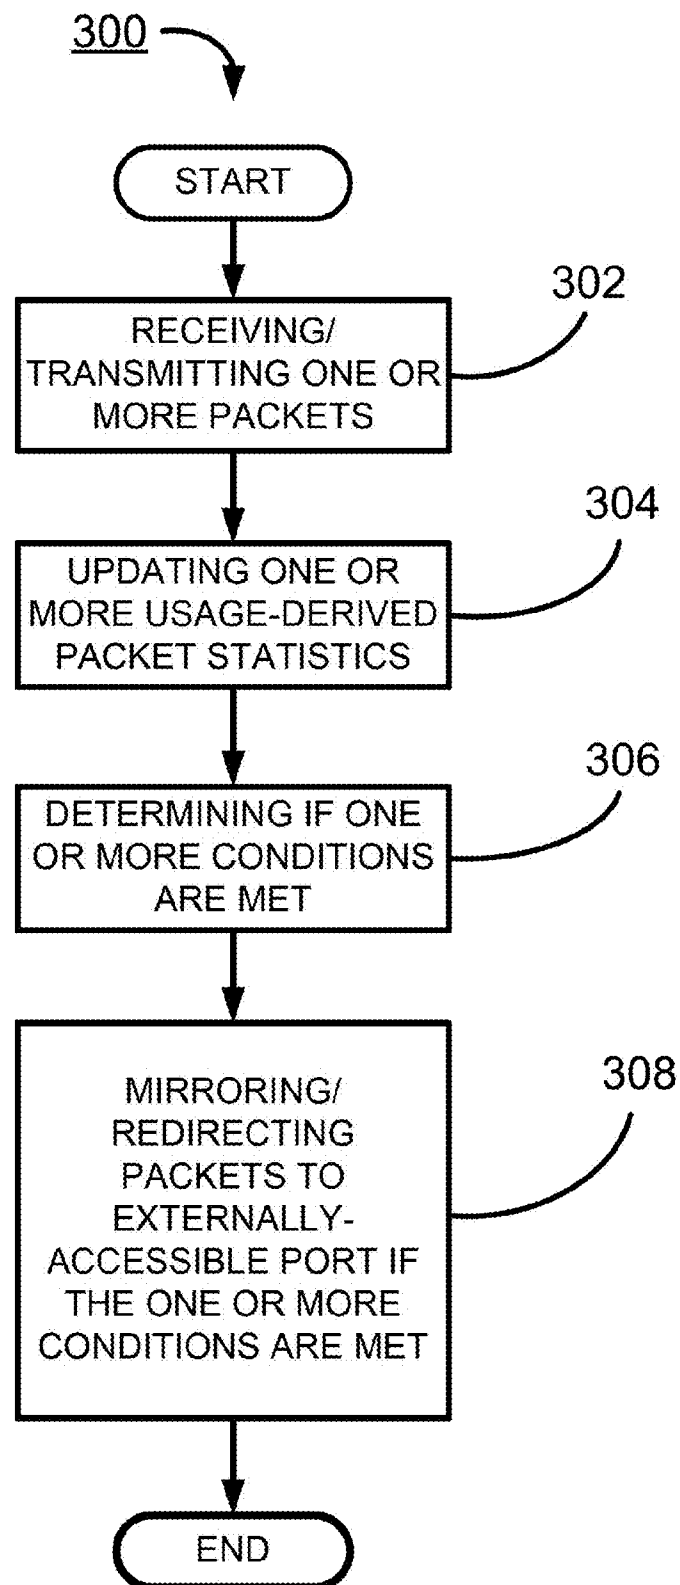 300
START
302
RECEIVING/
TRANSMITTING ONE OR
MORE PACKETS
304
UPDATING ONE OR
MORE USAGE-DERIVED
PACKET STATISTICS
306
DETERMINING IF ONE
OR MORE CONDITIONS
ARE MET
308
MIRRORING/
REDIRECTING
PACKETS TO
EXTERNALLY-
ACCESSIBLE PORT IF
THE ONE OR MORE
CONDITIONS ARE MET
END